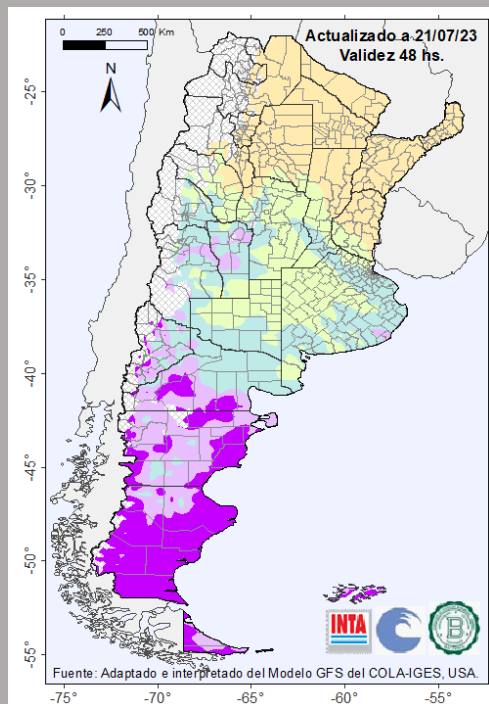 0 250 500 Km
Actualizado a 21/07/23
Validez 48 hs.
N
-25°
-30°
-35°
-40°
-45°
-50°
-55°
INTA
B
Fuente: Adaptado e interpretado del Modelo GFS del COLA-IGES, USA.
-75° -70° -65° -60° -55°